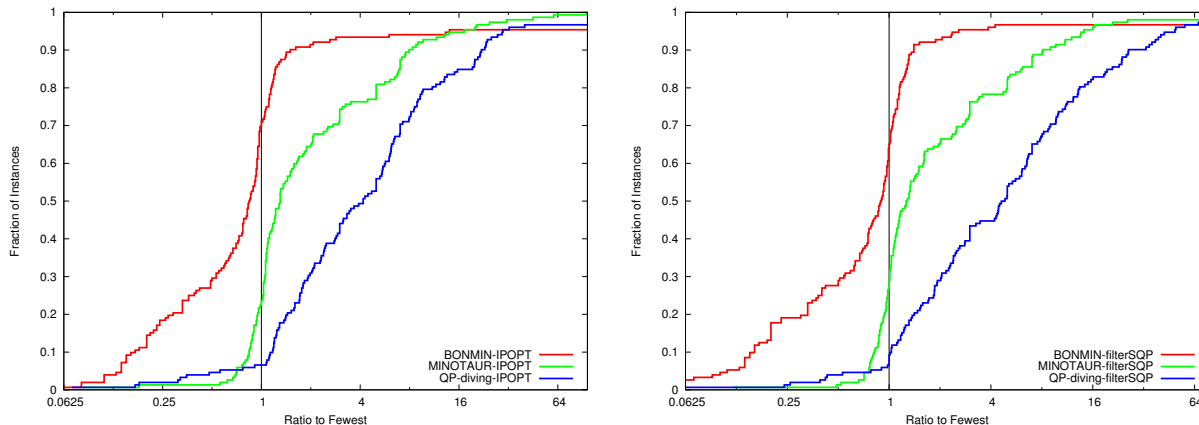 1
0.9
0.8
0.7
0.6
0.5
0.4
0.3
0.2
0.1
0
Fraction of Instances
BONMIN-IPOPT
MINOTAUR-IPOPT
QP-diving-IPOPT
0.0625 0.25 1 4 16 64
Ratio to Fewest
1
0.9
0.8
0.7
0.6
0.5
0.4
0.3
0.2
0.1
0
Fraction of Instances
BONMIN-filterSQP
MINOTAUR-filterSQP
QP-diving-filterSQP
0.0625 0.25 1 4 16 64
Ratio to Fewest